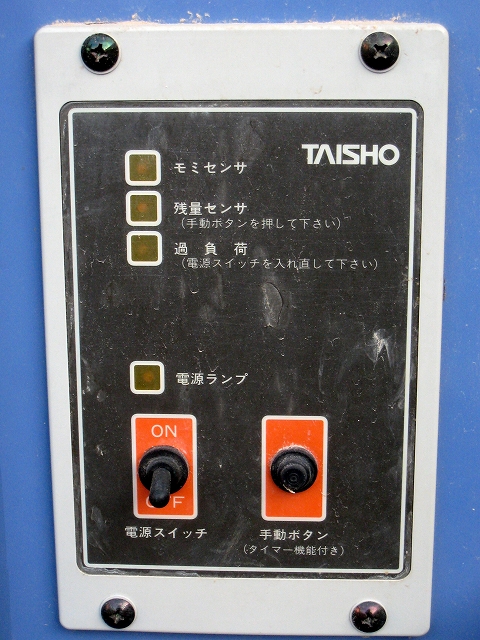 TAISHO
モミセンサ
残量センサ
(手動ボタンを押して下さい)
過負荷
(電源スイッチを入れ直して下さい)
電源ランプ
ON
OFF
電源スイッチ
手動ボタン
(タイマー機能付き)